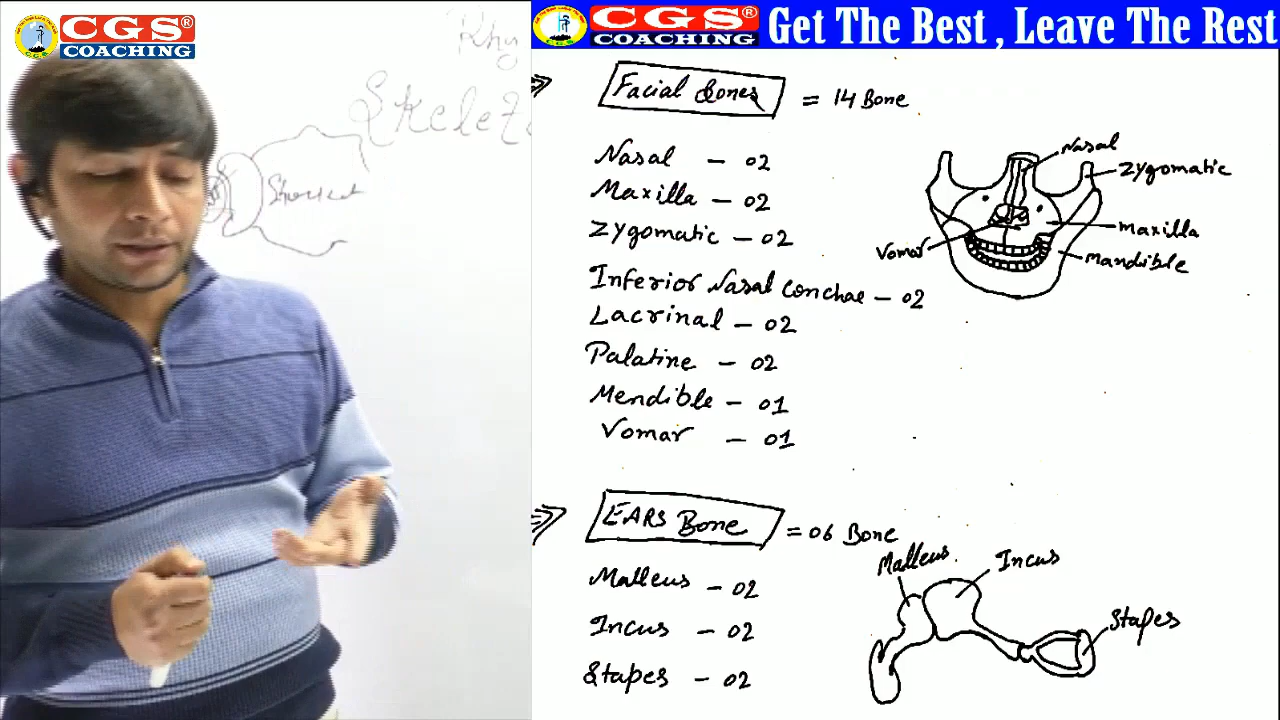 CGS®
COACHING
Skele
Shortcut
CGS®
COACHING
Get The Best , Leave The Rest
Facial Bones = 14 Bone
Nasal - 02
Maxilla - 02
Zygomatic - 02
Inferior Nasal Conchae - 02
Lacrinal - 02
Palatine - 02
Mendible - 01
Vomar - 01
Nasal
Zygomatic
Maxilla
Mandible
Vomar
EARS Bone = 06 Bone
Malleus - 02
Incus - 02
Stapes - 02
Malleus
Incus
Stapes